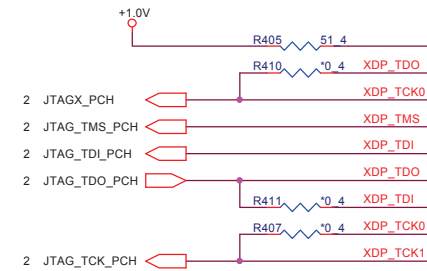 +1.0V
R405 51_4
R410 *0_4 XDP_TDO
2 JTAGX_PCH XDP_TCK0
2 JTAG_TMS_PCH XDP_TMS
2 JTAG_TDI_PCH XDP_TDI
2 JTAG_TDO_PCH XDP_TDO
R411 *0_4 XDP_TDI
R407 *0_4 XDP_TCK0
2 JTAG_TCK_PCH XDP_TCK1